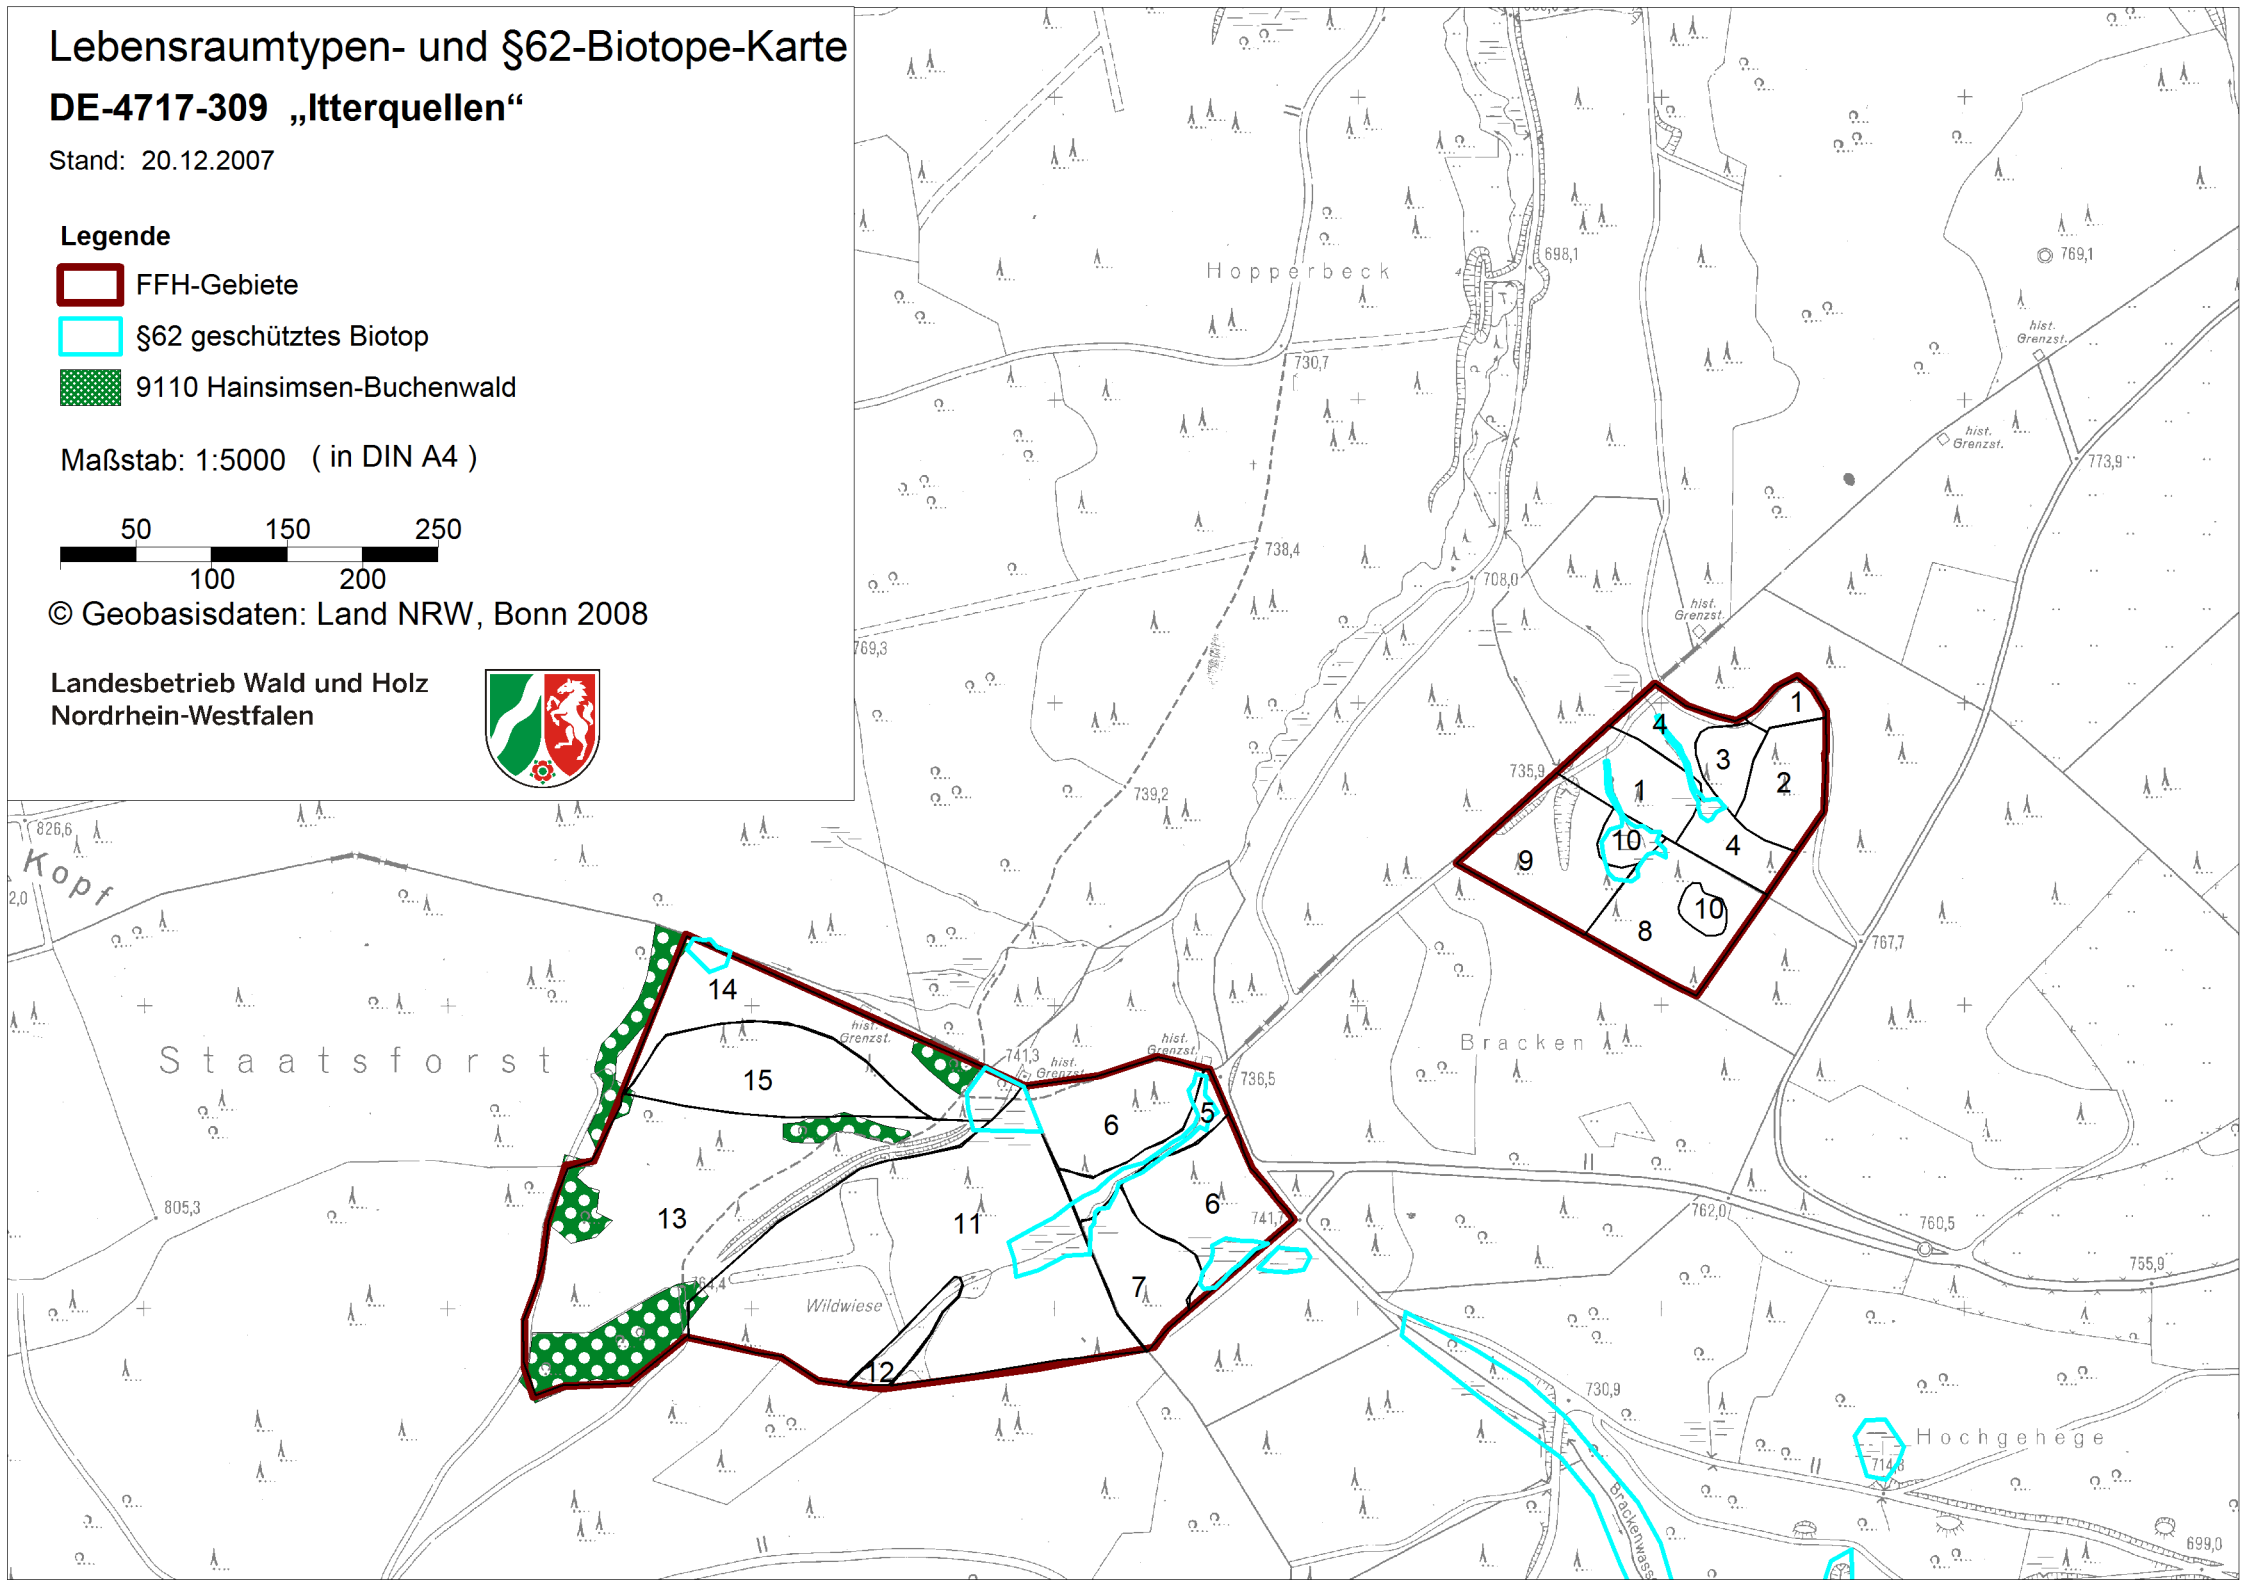 Lebensraumtypen- und §62-Biotope-Karte
DE-4717-309 „Itterquellen“
Stand: 20.12.2007
Legende
FFH-Gebiete
§62 geschütztes Biotop
9110 Hainsimsen-Buchenwald
Maßstab: 1:5000 ( in DIN A4 )
50 150 250
100 200
© Geobasisdaten: Land NRW, Bonn 2008
Landesbetrieb Wald und Holz
Nordrhein-Westfalen
698,1
769,1
Hopperbeck
hist.
Grenzst.
730,7
hist.
Grenzst.
773,9
738,4
708,0
hist.
Grenzst.
769,3
1
4
3
735,9
2
1
739,2
826,6
10
4
Kopf
9
2,0
10
8
767,7
14
hist.
Grenzst.
Bracken
Staatsforst
hist.
Grenzst.
741,3
hist.
Grenzst.
736,5
15
5
6
6
805,3
13
11
741,7
762,0
760,5
755,9
764,4
7
Wildwiese
12
730,9
Hochgehege
714,8
Brackenwass
699,0